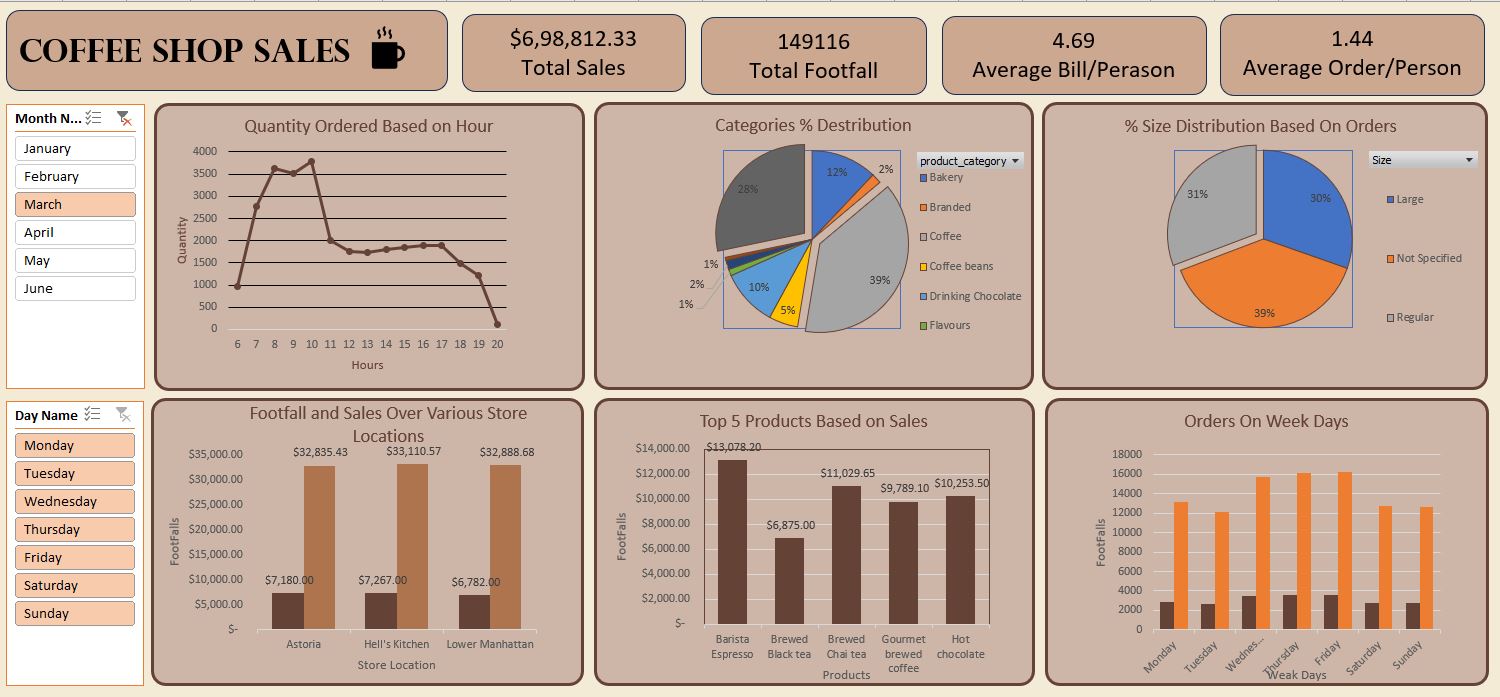 COFFEE SHOP SALES
$6,98,812.33
Total Sales
149116
Total Footfall
4.69
Average Bill/Perason
1.44
Average Order/Person
Month N...
January
February
March
April
May
June
Quantity Ordered Based on Hour
Quantity
4000
3500
3000
2500
2000
1500
1000
500
0
6 7 8 9 10 11 12 13 14 15 16 17 18 19 20
Hours
Categories % Destribution
product_category
Bakery
Branded
Coffee
Coffee beans
Drinking Chocolate
Flavours
12%
2%
39%
5%
10%
1%
2%
1%
28%
% Size Distribution Based On Orders
Size
Large
Not Specified
Regular
30%
39%
31%
Day Name
Monday
Tuesday
Wednesday
Thursday
Friday
Saturday
Sunday
Footfall and Sales Over Various Store
Locations
FootFalls
$35,000.00
$30,000.00
$25,000.00
$20,000.00
$15,000.00
$10,000.00
$5,000.00
$-
$32,835.43 $33,110.57 $32,888.68
$7,180.00 $7,267.00 $6,782.00
Astoria Hell's Kitchen Lower Manhattan
Store Location
Top 5 Products Based on Sales
FootFalls
$14,000.00
$12,000.00
$10,000.00
$8,000.00
$6,000.00
$4,000.00
$2,000.00
$-
$13,078.20
$6,875.00
$11,029.65
$9,789.10
$10,253.50
Barista
Espresso
Brewed
Black tea
Brewed
Chai tea
Gourmet
brewed
coffee
Hot
chocolate
Products
Orders On Week Days
FootFalls
18000
16000
14000
12000
10000
8000
6000
4000
2000
0
Monday
Tuesday
Wednes...
Thursday
Friday
Saturday
Sunday
Weak Days